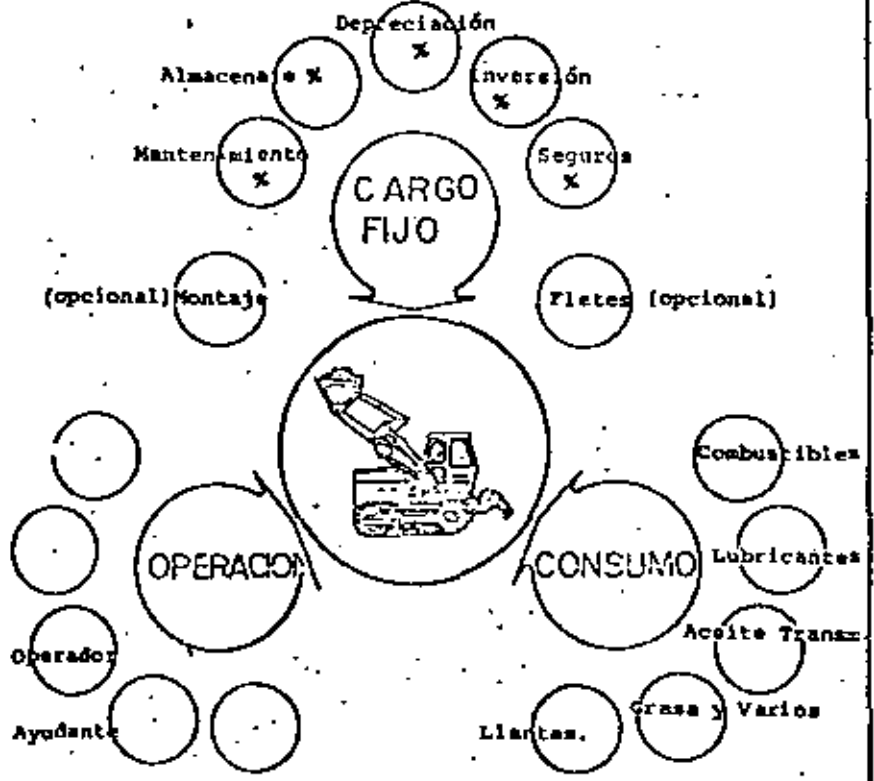 Depreciación
%
Almacenaje %
Inversión
%
Mantenimiento
%
Seguros
%
CARGO
FIJO
(opcional) Montaje
Fletes (opcional)
Combustibles
OPERACION
CONSUMO
Lubricantes
Operador
Aceite Transm.
Ayudante
Llantas.
Grasa y Varios